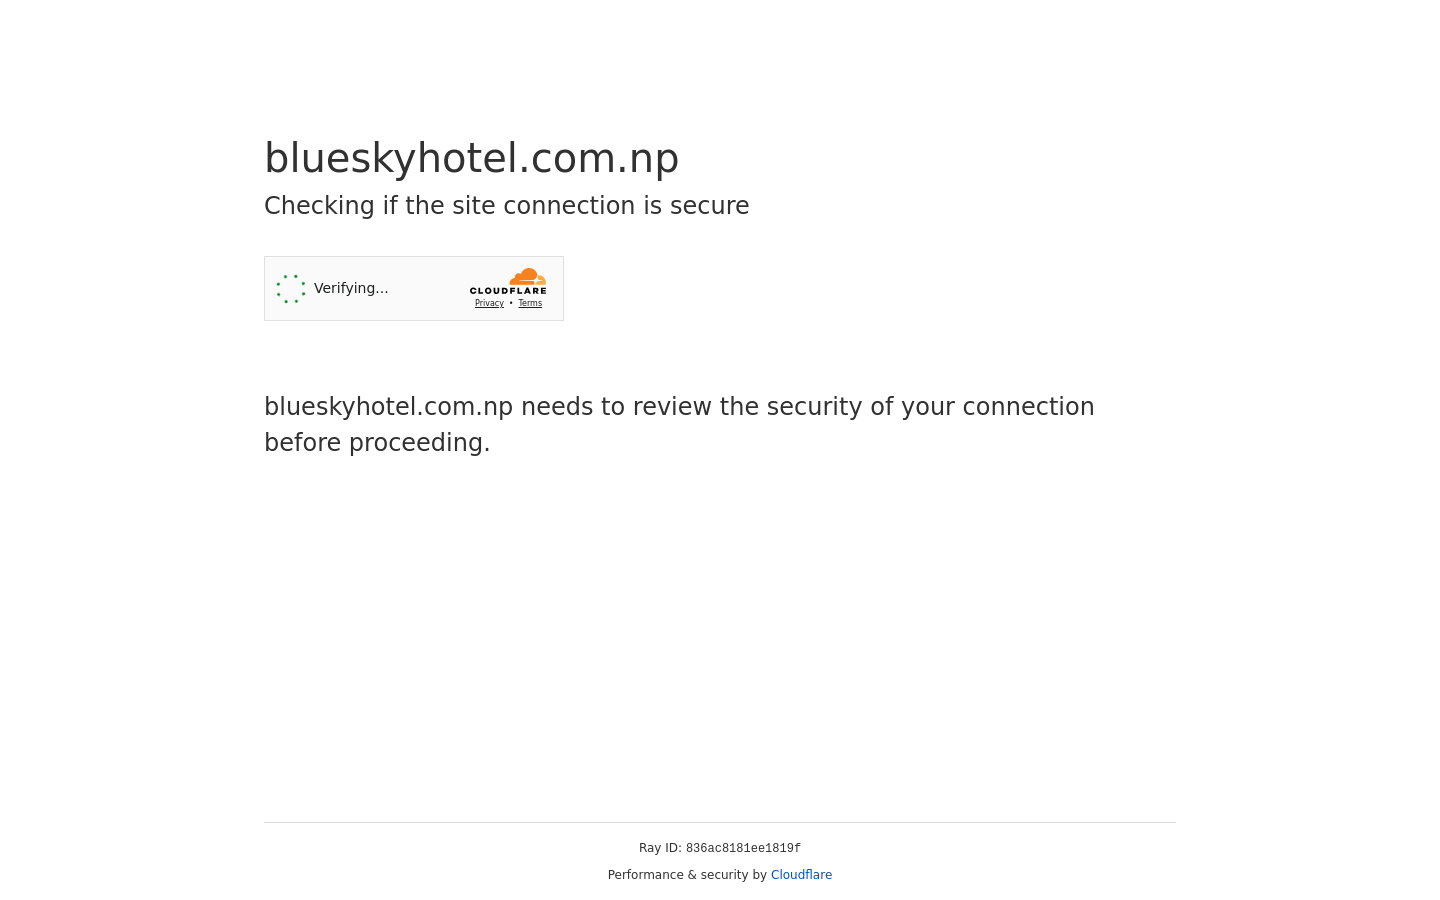 blueskyhotel.com.np
Checking if the site connection is secure
Verifying...
CLOUDFLARE
Privacy • Terms
blueskyhotel.com.np needs to review the security of your connection
before proceeding.
Ray ID: 836ac8181ee1819f
Performance & security by Cloudflare